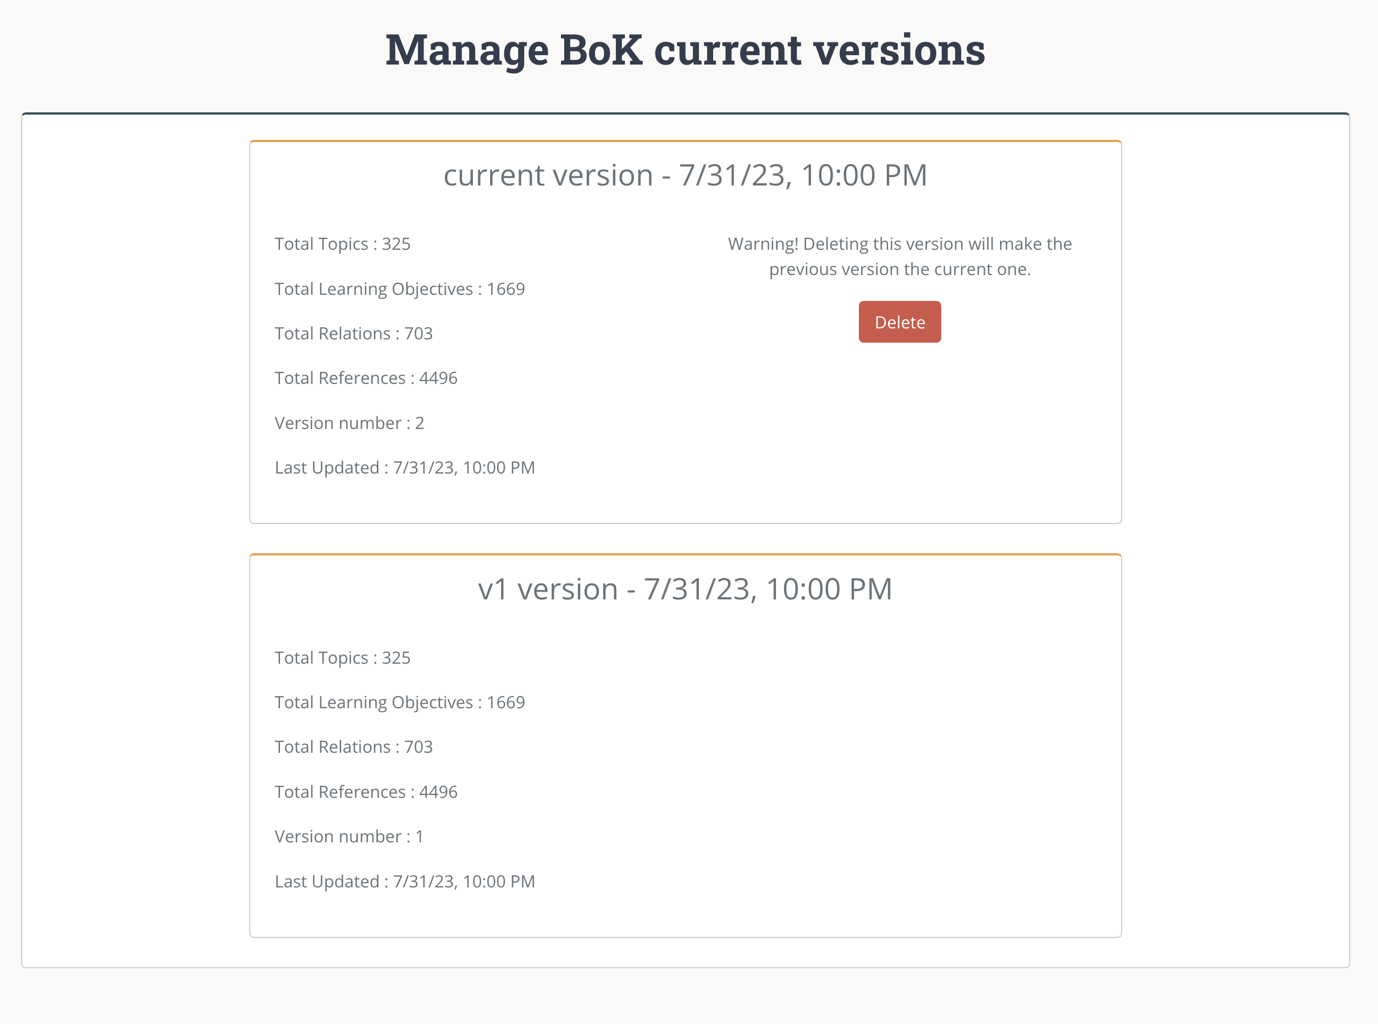 Manage BoK current versions
current version - 7/31/23, 10:00 PM
Total Topics : 325
Total Learning Objectives : 1669
Total Relations : 703
Total References : 4496
Version number : 2
Last Updated : 7/31/23, 10:00 PM
Warning! Deleting this version will make the
previous version the current one.
Delete
v1 version - 7/31/23, 10:00 PM
Total Topics : 325
Total Learning Objectives : 1669
Total Relations : 703
Total References : 4496
Version number : 1
Last Updated : 7/31/23, 10:00 PM